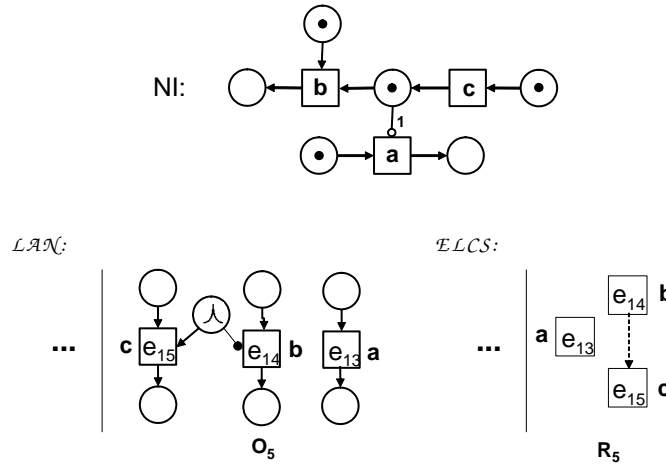 NI:
b
c
1
a
LAN:
ELCS:
... c e15 e14 b e13 a
... a e13 e14 b
e15 c
O5
R5